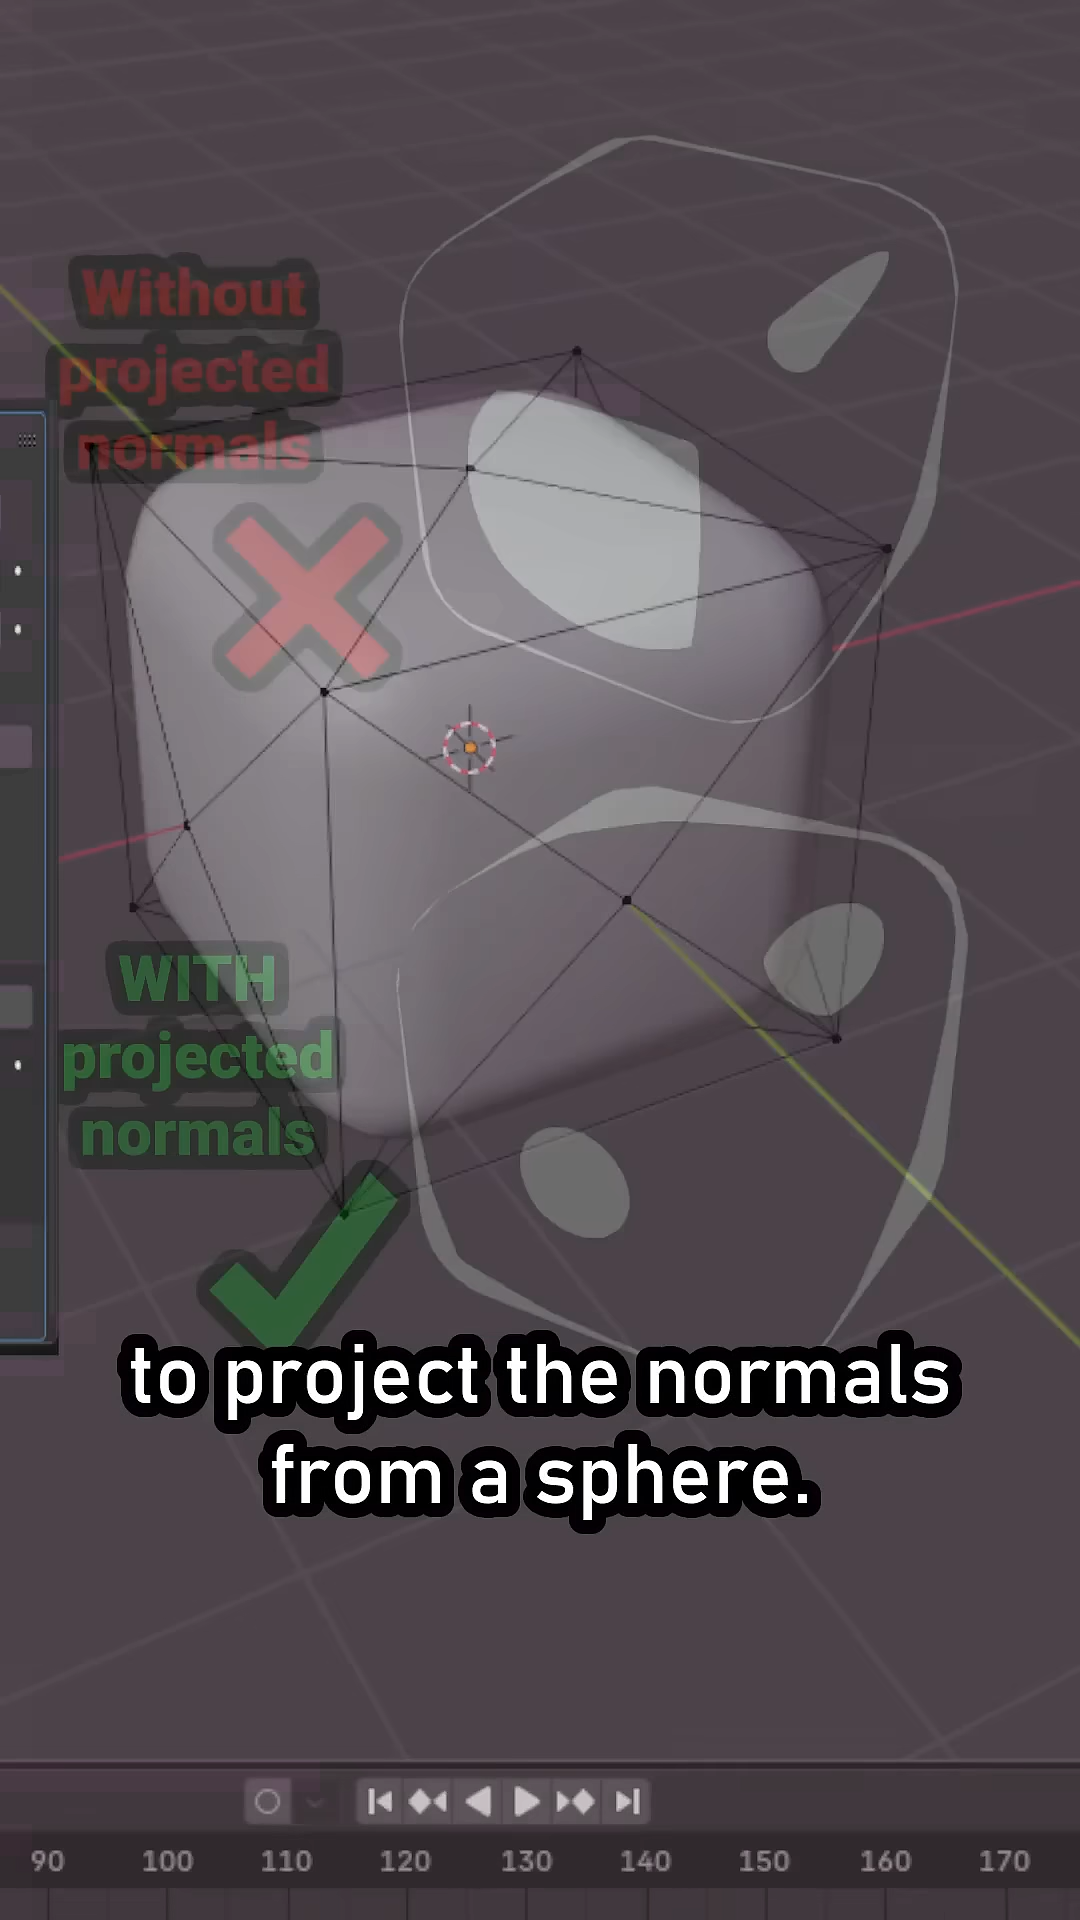 Without
projected
normals
WITH
projected
normals
to project the normals
from a sphere.
90 100 110 120 130 140 150 160 170